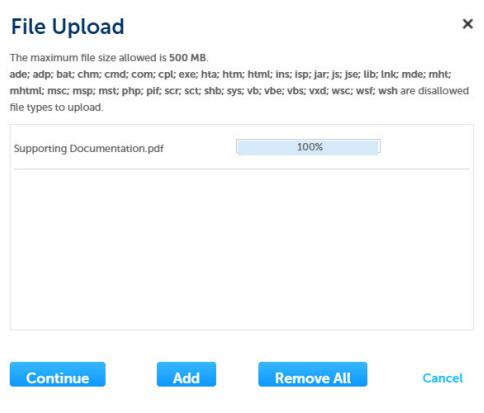 File Upload
×
The maximum file size allowed is 500 MB.
ade; adp; bat; chm; cmd; com; cpl; exe; hta; htm; html; ins; isp; jar; js; jse; lib; lnk; mde; mht;
mhtml; msc; msp; mst; php; pif; scr; sct; shb; sys; vb; vbe; vbs; vxd; wsc; wsf; wsh are disallowed
file types to upload.
Supporting Documentation.pdf 100%
Continue Add Remove All Cancel